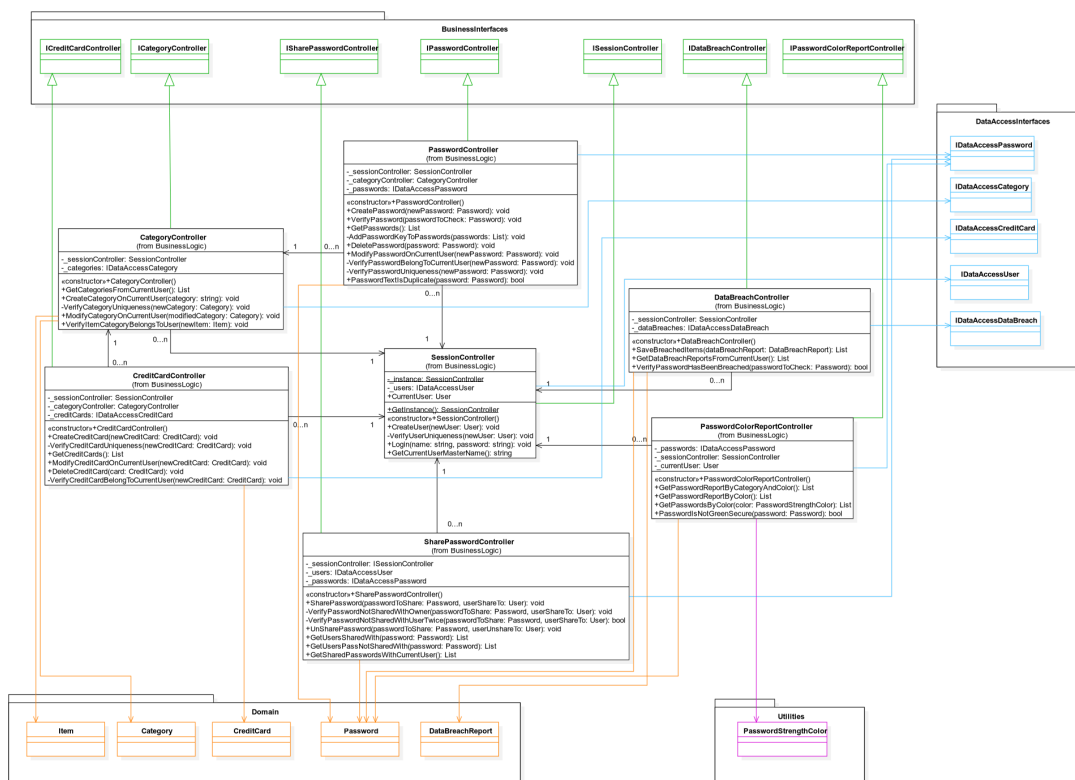 BusinessInterfaces
ICreditCardController
ICategoryController
ISharePasswordController
IPasswordController
ISessionController
IDataBreachController
IPasswordColorReportController
DataAccessInterfaces
IDataAccessPassword
IDataAccessCategory
IDataAccessCreditCard
IDataAccessUser
IDataAccessDataBreach
PasswordController
(from BusinessLogic)
-_sessionController: SessionController
-_categoryController: CategoryController
-_passwords: IDataAccessPassword
«constructor»+PasswordController()
+CreatePassword(newPassword: Password): void
+VerifyPassword(passwordToCheck: Password): void
+GetPasswords(): List
-AddPasswordKeyToPasswords(passwords: List): void
+DeletePassword(password: Password): void
+ModifyPasswordOnCurrentUser(newPassword: Password): void
-VerifyPasswordBelongToCurrentUser(newPassword: Password): void
-VerifyPasswordUniqueness(newPassword: Password): void
+PasswordTextIsDuplicate(password: Password): bool
1
0...n
0...n
1
CategoryController
(from BusinessLogic)
-_sessionController: SessionController
-_categories: IDataAccessCategory
«constructor»+CategoryController()
+GetCategoriesFromCurrentUser(): List
+CreateCategoryOnCurrentUser(category: string): void
-VerifyCategoryUniqueness(newCategory: Category): void
+ModifyCategoryOnCurrentUser(modifiedCategory: Category): void
+VerifyItemCategoryBelongsToUser(newItem: Item): void
0...n
1
1
0...n
DataBreachController
(from BusinessLogic)
-_sessionController: SessionController
-_dataBreaches: IDataAccessDataBreach
«constructor»+DataBreachController()
+SaveBreachedItems(dataBreachReport: DataBreachReport): List
+GetDataBreachReportsFromCurrentUser(): List
+VerifyPasswordHasBeenBreached(passwordToCheck: Password): bool
1
0...n
SessionController
(from BusinessLogic)
-_instance: SessionController
-_users: IDataAccessUser
+CurrentUser: User
+GetInstance(): SessionController
«constructor»+SessionController()
+CreateUser(newUser: User): void
-VerifyUserUniqueness(newUser: User): void
+Login(name: string, password: string): void
+GetCurrentUserMasterName(): string
CreditCardController
(from BusinessLogic)
-_sessionController: SessionController
-_categoryController: CategoryController
-_creditCards: IDataAccessCreditCard
«constructor»+CreditCardController()
+CreateCreditCard(newCreditCard: CreditCard): void
-VerifyCreditCardUniqueness(newCreditCard: CreditCard): void
+GetCreditCards(): List
+ModifyCreditCardOnCurrentUser(newCreditCard: CreditCard): void
+DeleteCreditCard(card: CreditCard): void
-VerifyCreditCardBelongToCurrentUser(newCreditCard: CreditCard): void
0...n
1
PasswordColorReportController
(from BusinessLogic)
-_passwords: IDataAccessPassword
-_sessionController: SessionController
-_currentUser: User
«constructor»+PasswordColorReportController()
+GetPasswordReportByCategoryAndColor(): List
+GetPasswordReportByColor(): List
+GetPasswordsByColor(color: PasswordStrengthColor): List
+PasswordIsNotGreenSecure(password: Password): bool
1
0...n
1
0...n
SharePasswordController
(from BusinessLogic)
-_sessionController: ISessionController
-_users: IDataAccessUser
-_passwords: IDataAccessPassword
«constructor»+SharePasswordController()
+SharePassword(passwordToShare: Password, userShareTo: User): void
-VerifyPasswordNotSharedWithOwner(passwordToShare: Password, userShareTo: User): void
-VerifyPasswordNotSharedWithUserTwice(passwordToShare: Password, userShareTo: User): bool
+UnSharePassword(passwordToShare: Password, userUnshareTo: User): void
+GetUsersSharedWith(password: Password): List
+GetUsersPassNotSharedWith(password: Password): List
+GetSharedPasswordsWithCurrentUser(): List
Domain
Item
Category
CreditCard
Password
DataBreachReport
Utilities
PasswordStrengthColor